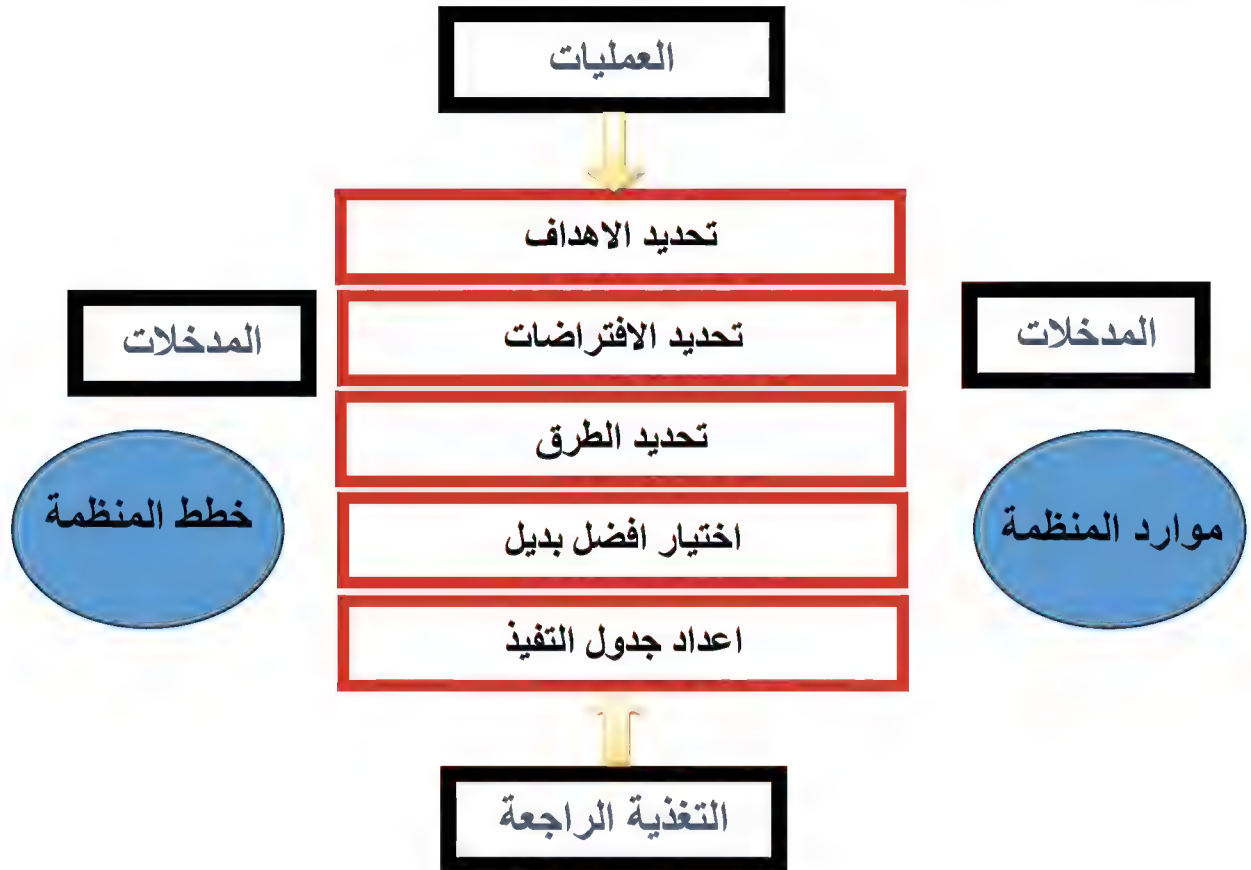 العمليات
تحديد الاهداف
تحديد الافتراضات
تحديد الطرق
اختيار افضل بديل
اعداد جدول التفيذ
المدخلات
موارد المنظمة
المدخلات
خطط المنظمة
التغذية الراجعة